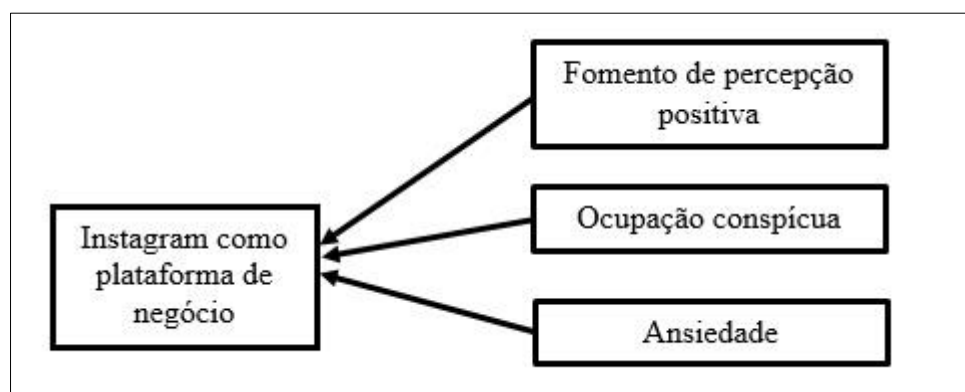 Fomento de percepção
positiva
Ocupação conspícua
Instagram como
plataforma de
negócio
Ansiedade